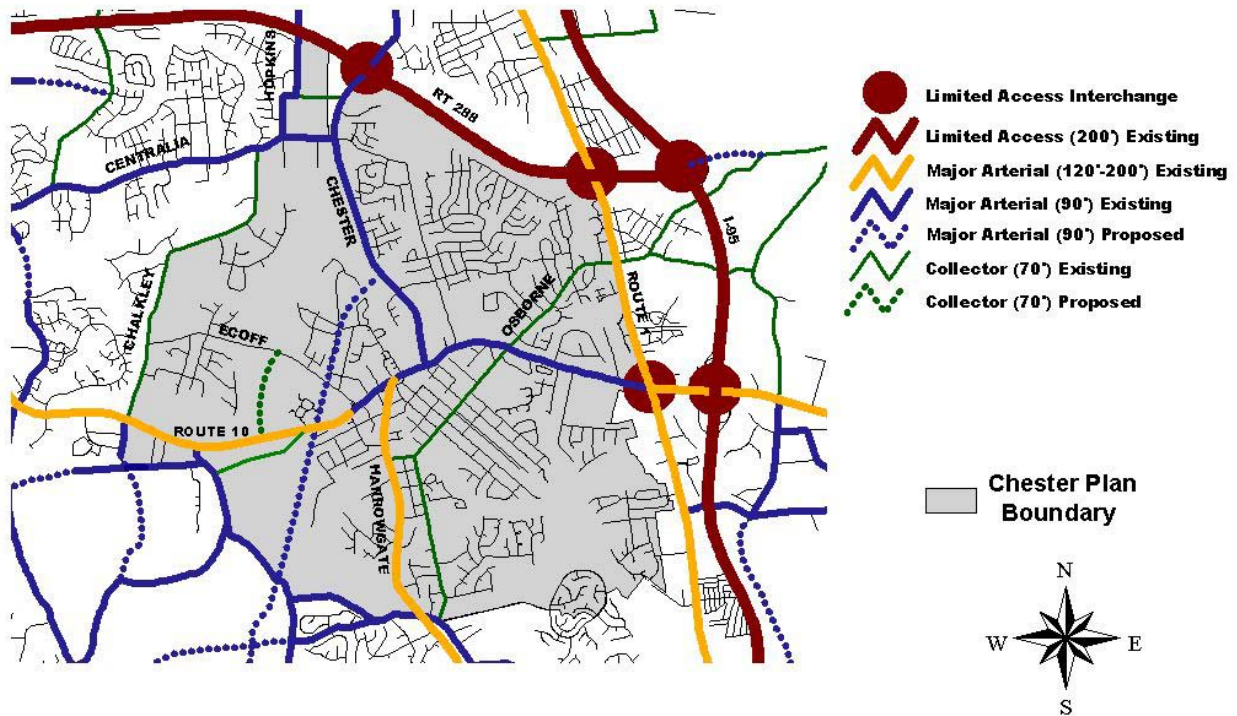 HOPKINS
RT 288
CENTRALIA
CHESTER
I-95
CHALKLEY
ECOFF
OSBORNE
ROUTE 1
ROUTE 10
HARROWGATE
Limited Access Interchange
Limited Access (200') Existing
Major Arterial (120'-200') Existing
Major Arterial (90') Existing
Major Arterial (90') Proposed
Collector (70') Existing
Collector (70') Proposed
Chester Plan
Boundary
N
W
E
S